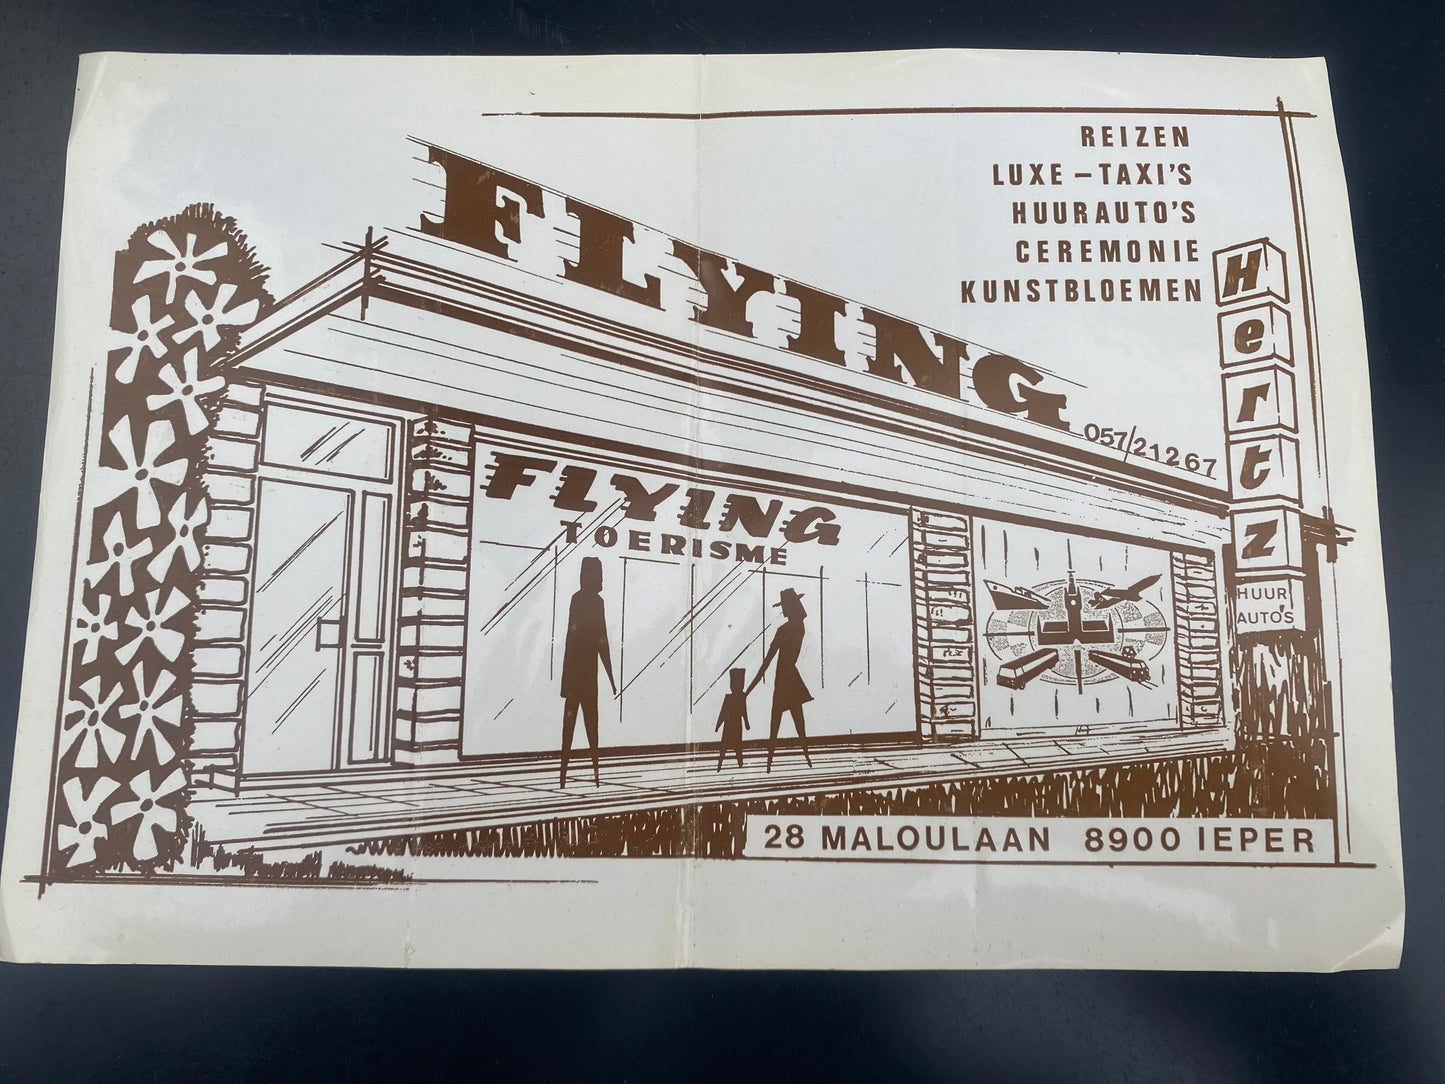 REIZEN
LUXE – TAXI'S
HUURAUTO'S
CEREMONIE
KUNSTBLOEMEN
FLYING
057/21267
Hertz
HUUR
AUTO'S
FLYING
TOERISME
28 MALOULAAN 8900 IEPER